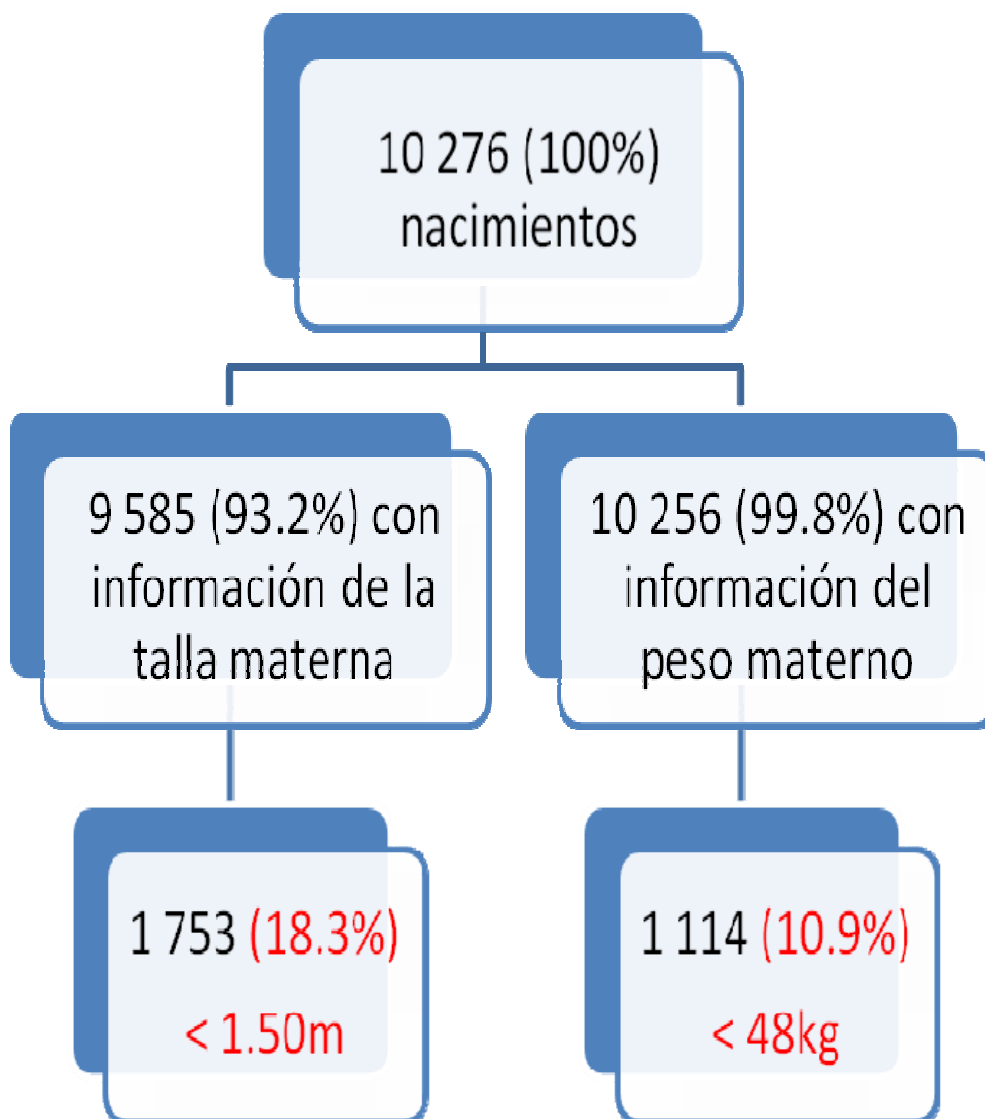 10 276 (100%)
nacimientos
9 585 (93.2%) con
información de la
talla materna
10 256 (99.8%) con
información del
peso materno
1 753 (18.3%)
< 1.50m
1 114 (10.9%)
< 48kg